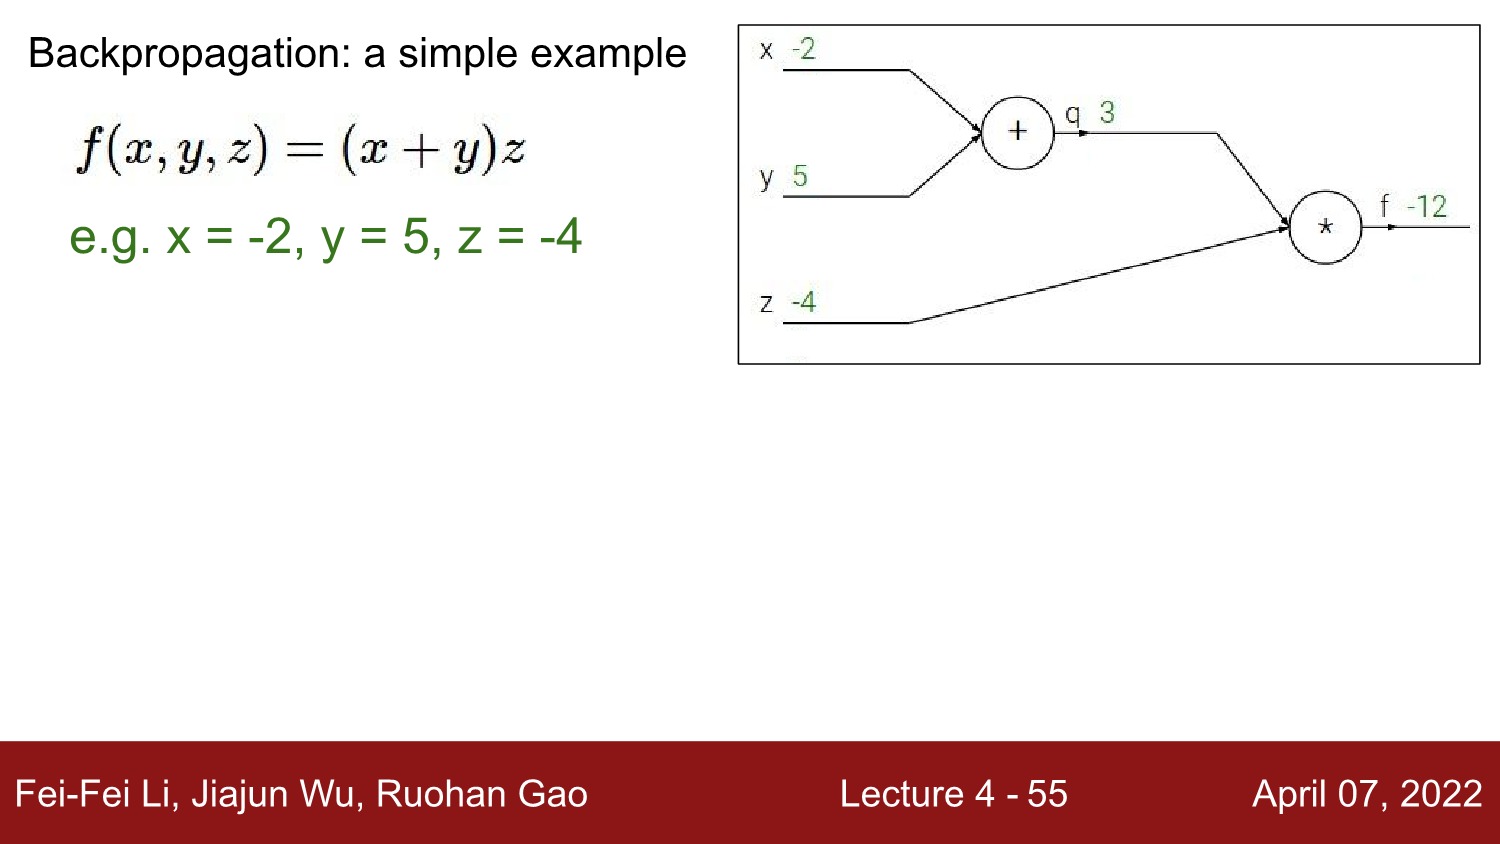 Backpropagation: a simple example
f(x, y, z) = (x + y)z
e.g. x = -2, y = 5, z = -4
x -2
+
q 3
y 5
*
f -12
z -4
Fei-Fei Li, Jiajun Wu, Ruohan Gao
Lecture 4 - 55
April 07, 2022